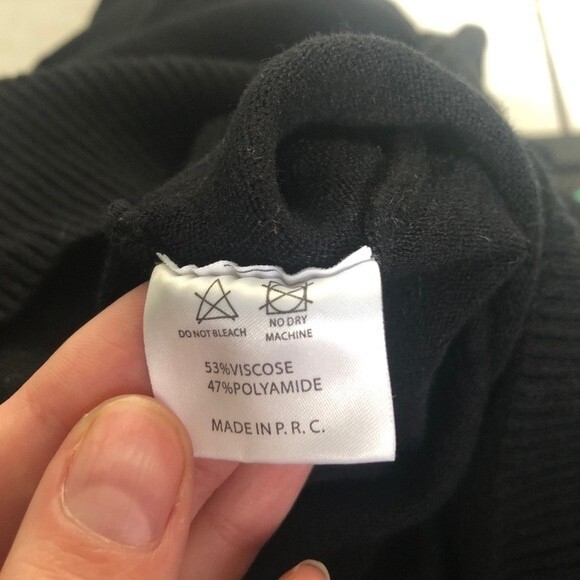 DO NOT BLEACH
NO DRY
MACHINE
53%VISCOSE
47%POLYAMIDE
MADE IN P. R. C.